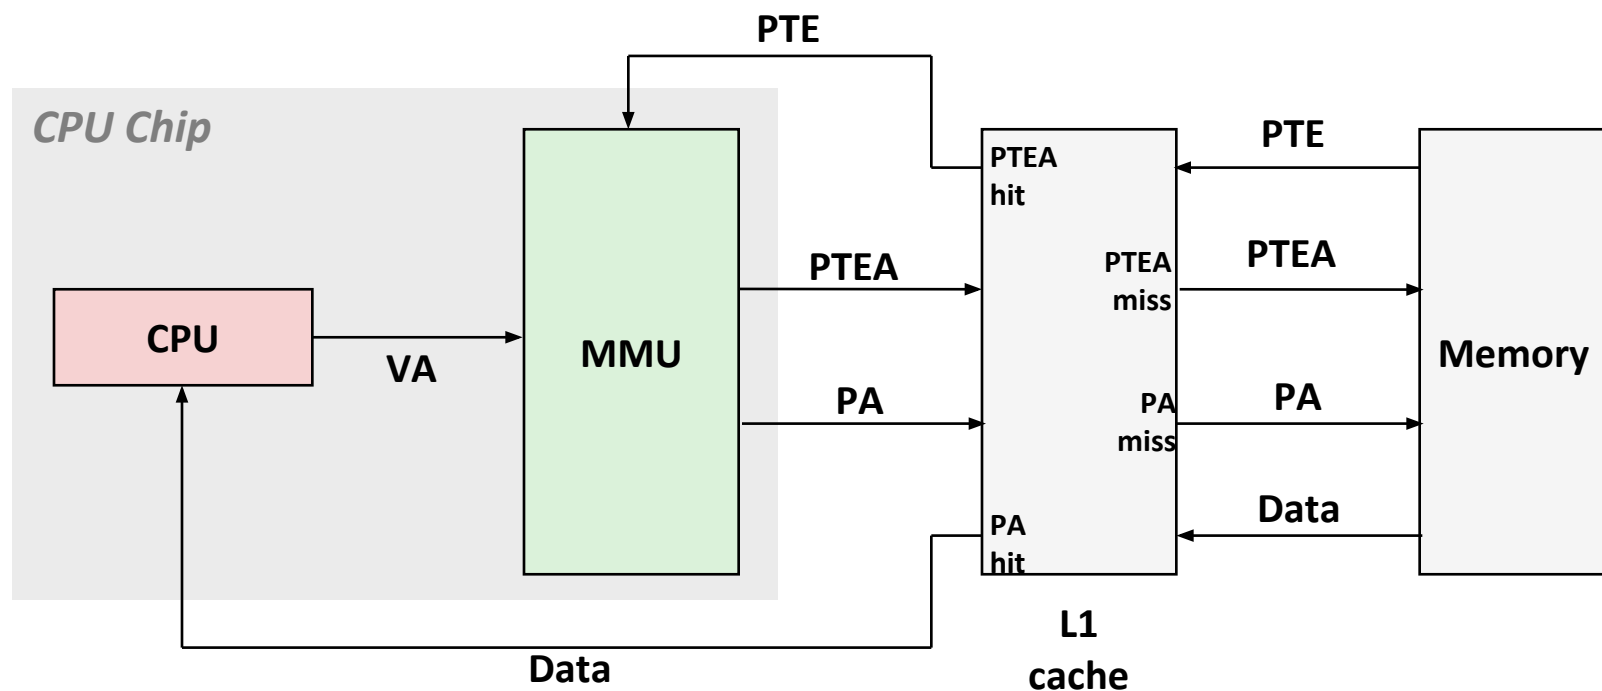 PTE
CPU Chip
PTEA
hit
PTE
PTEA
PTEA
miss
PTEA
CPU
VA
MMU
Memory
PA
PA
miss
PA
PA
hit
Data
Data
L1
cache